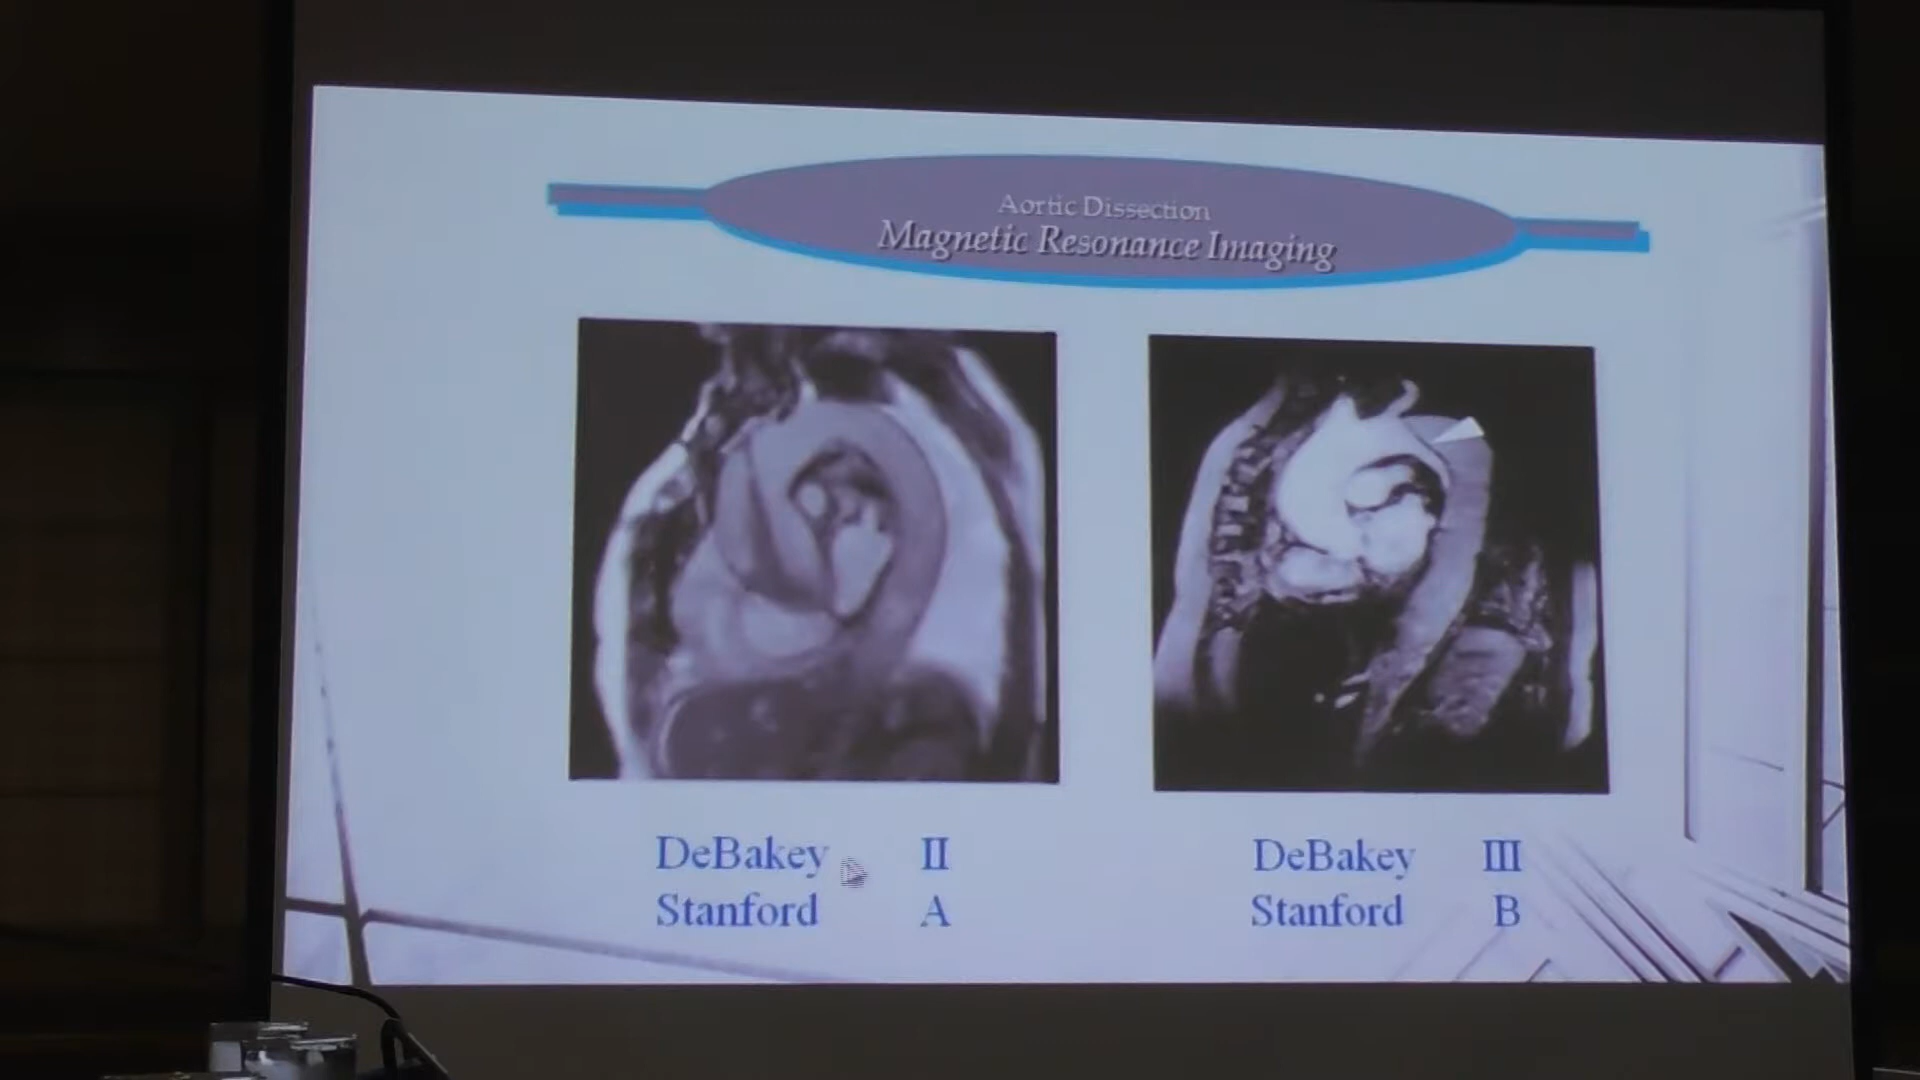 Aortic Dissection
Magnetic Resonance Imaging
DeBakey II
Stanford A
DeBakey III
Stanford B